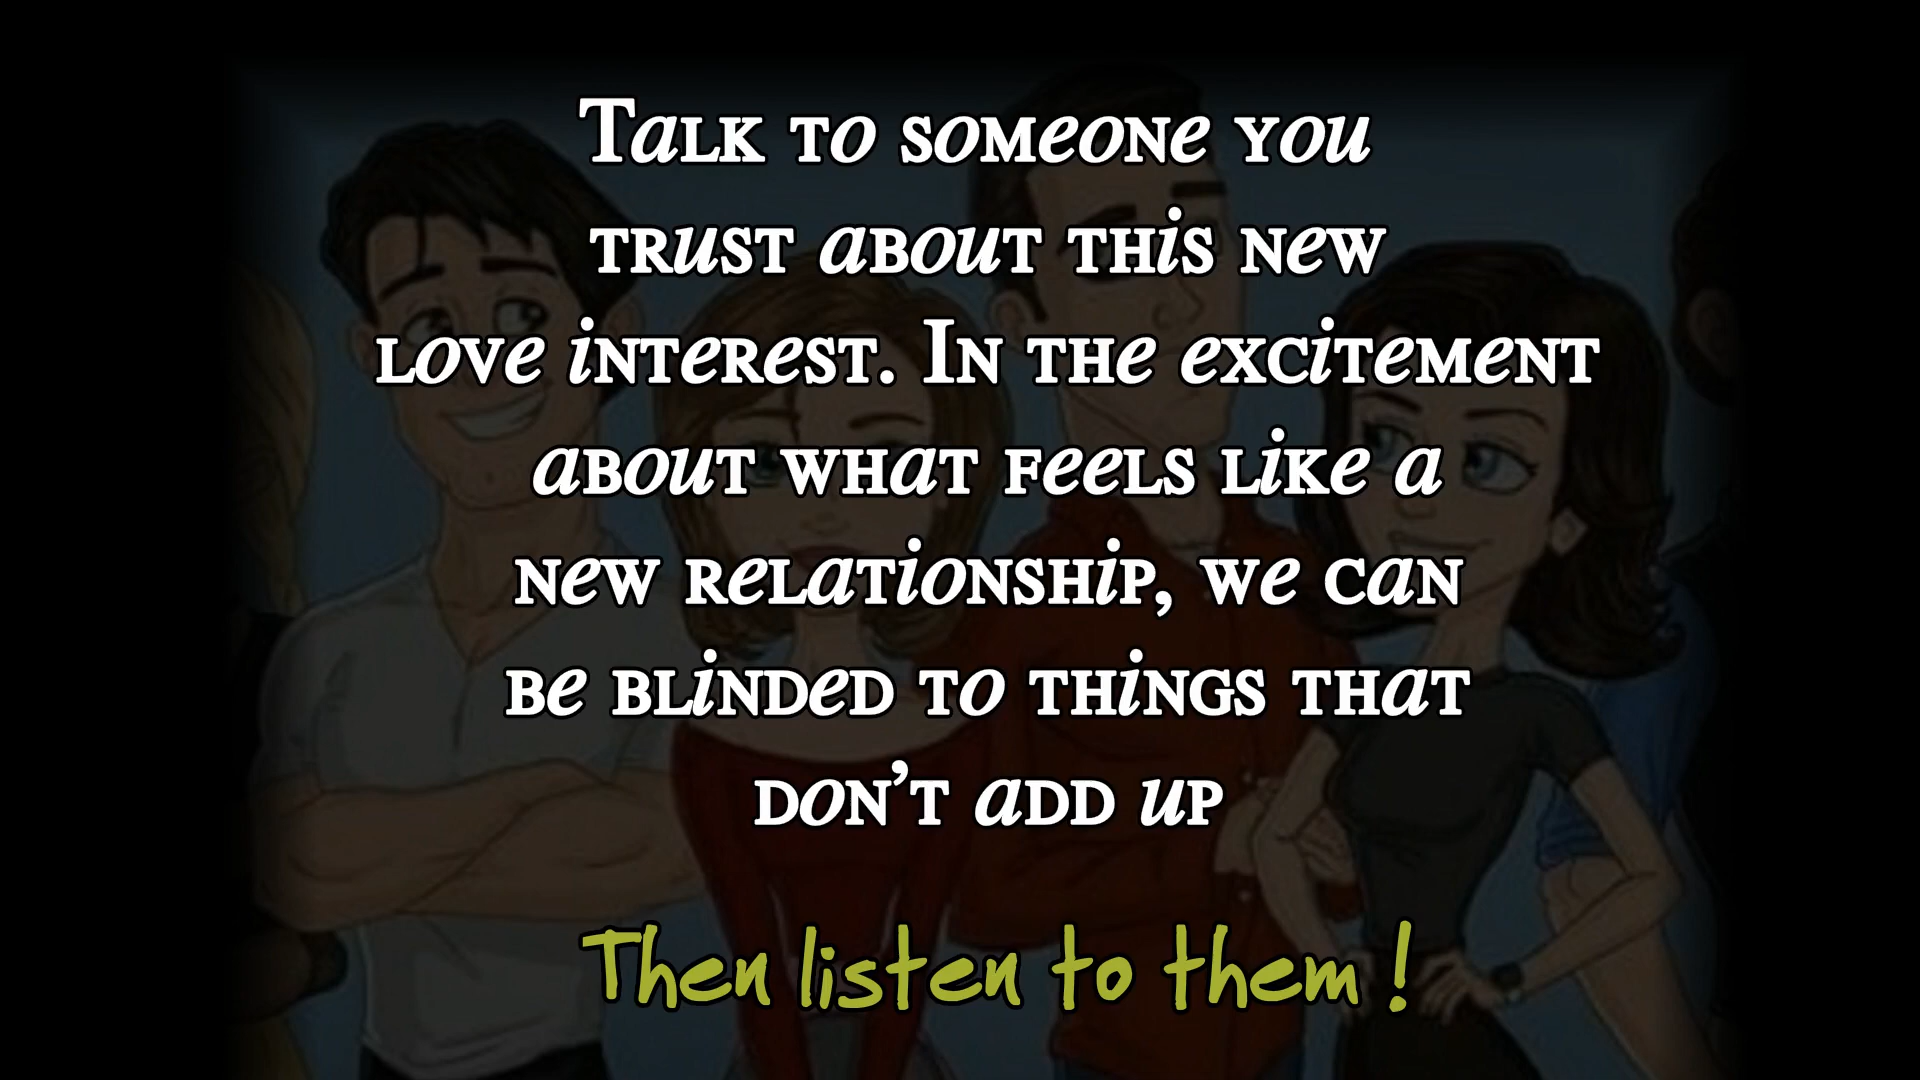 Talk to someone you
trust about this new
love interest. In the excitement
about what feels like a
new relationship, we can
be blinded to things that
don’t add up
Then listen to them !